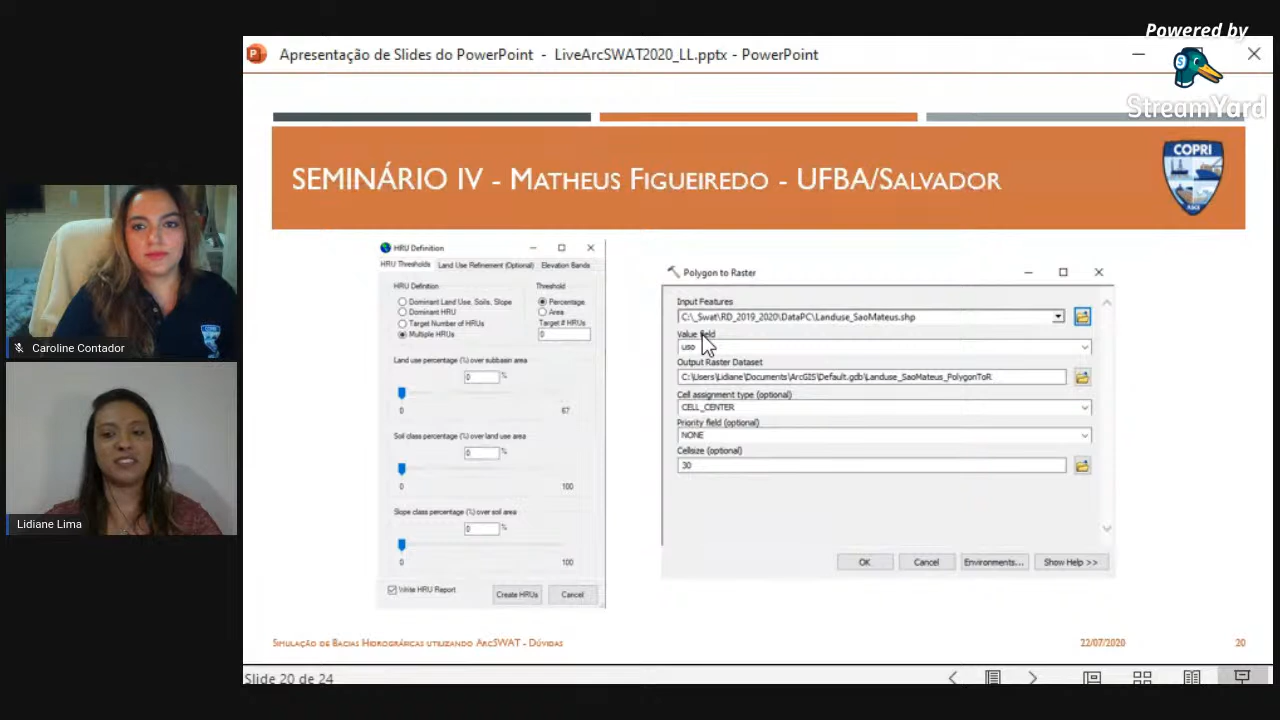 Powered by
StreamYard
Apresentação de Slides do PowerPoint - LiveArcSWAT2020_LL.pptx - PowerPoint
SEMINÁRIO IV - MATHEUS FIGUEIREDO - UFBA/SALVADOR
COPRI
HRU Definition
HRU Thresholds Land Use Refinement (Optional) Elevation Bands
HRU Definition
Dominant Land Use, Soils, Slope
Dominant HRU
Target Number of HRUs
Multiple HRUs
Threshold
Percentage
Area
Target # HRUs
0
Land use percentage (%) over subbasin area
0 %
0 67
Soil class percentage (%) over land use area
0 %
0 100
Slope class percentage (%) over soil area
0 %
0 100
Write HRU Report Create HRUs Cancel
Polygon to Raster
Input Features
C:\_Swat\RD_2019_2020\DataPC\Landuse_SaoMateus.shp
Value field
uso
Output Raster Dataset
C:\Users\Lidiane\Documents\ArcGIS\Default.gdb\Landuse_SaoMateus_PolygonToR
Cell assignment type (optional)
CELL_CENTER
Priority field (optional)
NONE
Cellsize (optional)
30
OK Cancel Environments... Show Help >>
Caroline Contador
Lidiane Lima
SIMULAÇÃO DE BACIAS HIDROGRÁFICAS UTILIZANDO ARCSWAT - DÚVIDAS 22/07/2020 20
Slide 20 de 24